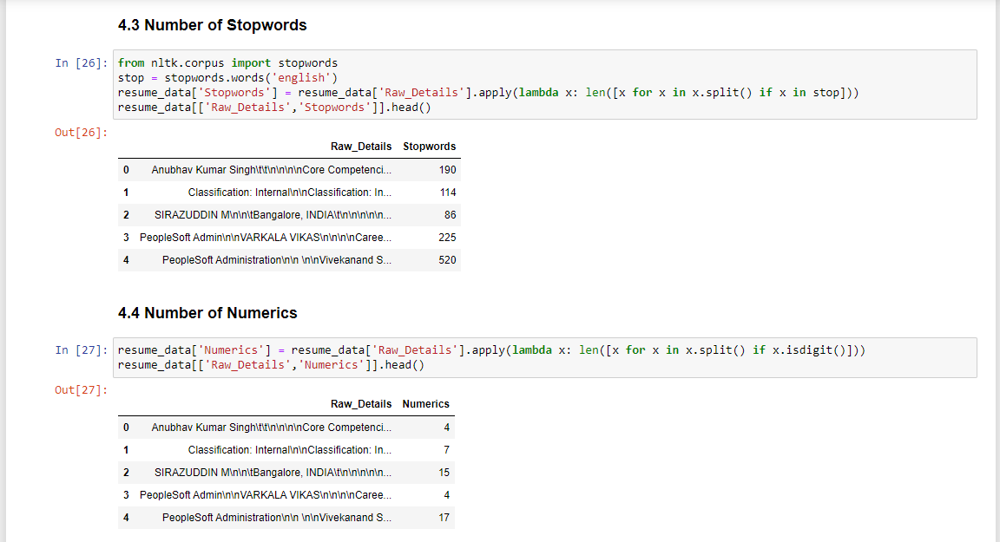 4.3 Number of Stopwords
In [26]: from nltk.corpus import stopwords
stop = stopwords.words('english')
resume_data['Stopwords'] = resume_data['Raw_Details'].apply(lambda x: len([x for x in x.split() if x in stop]))
resume_data[['Raw_Details','Stopwords']].head()
Out[26]:
Raw_Details Stopwords
0 Anubhav Kumar Singh\t\t\n\n\n\nCore Competenci... 190
1 Classification: Internal\n\nClassification: In... 114
2 SIRAZUDDIN M\n\n\tBangalore, INDIA\t\n\n\n\n\n... 86
3 PeopleSoft Admin\n\nVARKALA VIKAS\n\n\n\nCaree... 225
4 PeopleSoft Administration\n\n \n\nVivekanand S... 520
4.4 Number of Numerics
In [27]: resume_data['Numerics'] = resume_data['Raw_Details'].apply(lambda x: len([x for x in x.split() if x.isdigit()]))
resume_data[['Raw_Details','Numerics']].head()
Out[27]:
Raw_Details Numerics
0 Anubhav Kumar Singh\t\t\n\n\n\nCore Competenci... 4
1 Classification: Internal\n\nClassification: In... 7
2 SIRAZUDDIN M\n\n\tBangalore, INDIA\t\n\n\n\n\n... 15
3 PeopleSoft Admin\n\nVARKALA VIKAS\n\n\n\nCaree... 4
4 PeopleSoft Administration\n\n \n\nVivekanand S... 17